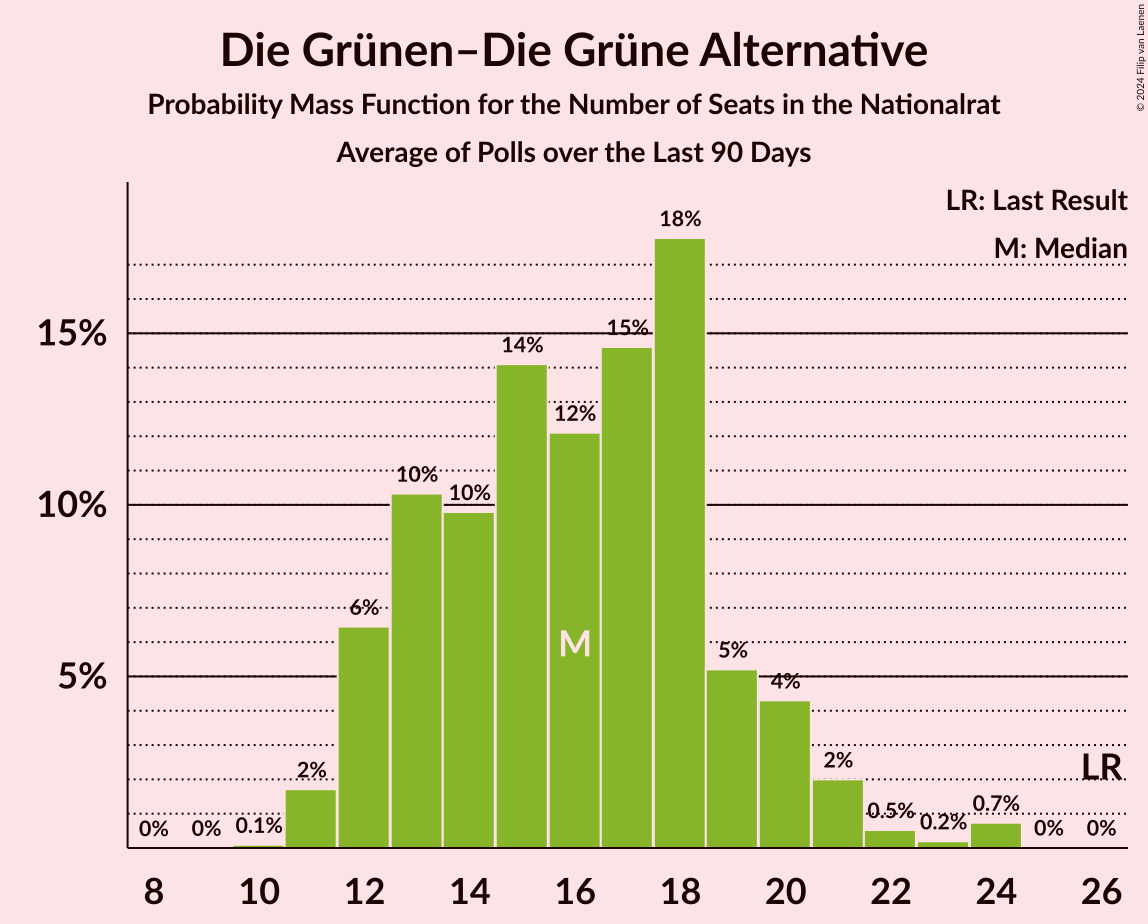 Die Grünen–Die Grüne Alternative
Probability Mass Function for the Number of Seats in the Nationalrat
Average of Polls over the Last 90 Days
© 2024 Filip van Laenen
LR: Last Result
M: Median
15%
10%
5%
0%
0%
0.1%
2%
6%
10%
10%
14%
12%
15%
18%
5%
4%
2%
0.5%
0.2%
0.7%
0%
0%
M
LR
8 10 12 14 16 18 20 22 24 26